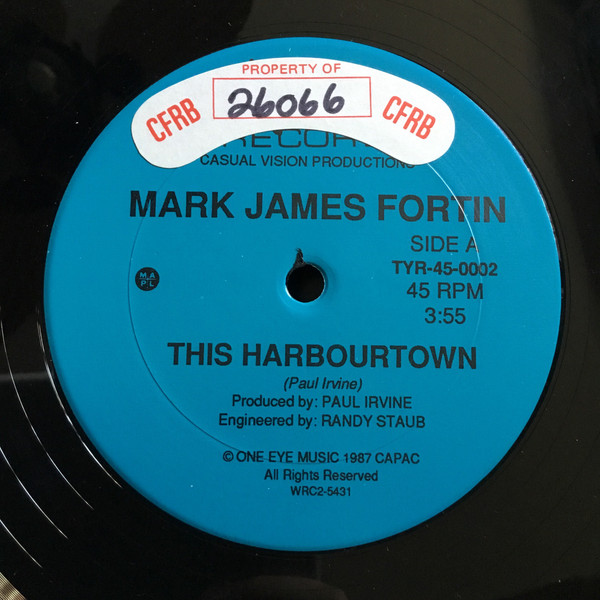 PROPERTY OF
CFRB 26066 CFRB
CASUAL VISION PRODUCTIONS
MARK JAMES FORTIN
SIDE A
TYR-45-0002
45 RPM
3:55
M A
P L
THIS HARBOURTOWN
(Paul Irvine)
Produced by: PAUL IRVINE
Engineered by: RANDY STAUB
© ONE EYE MUSIC 1987 CAPAC
All Rights Reserved
WRC2-5431